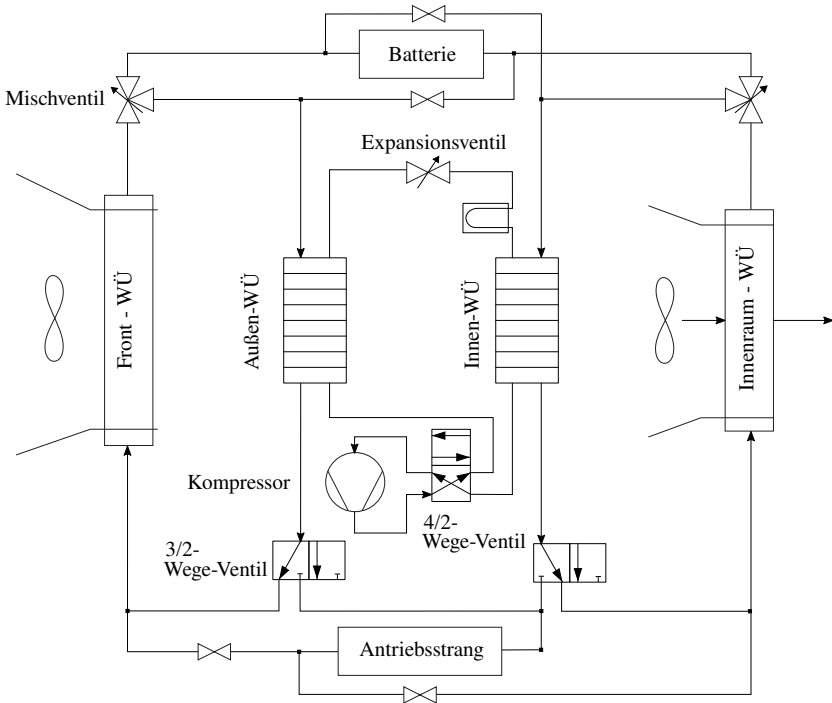 Batterie
Mischventil
Expansionsventil
Front - WÜ
Außen-WÜ
Innen-WÜ
Innenraum - WÜ
Kompressor
3/2-
Wege-Ventil
4/2-
Wege-Ventil
Antriebsstrang